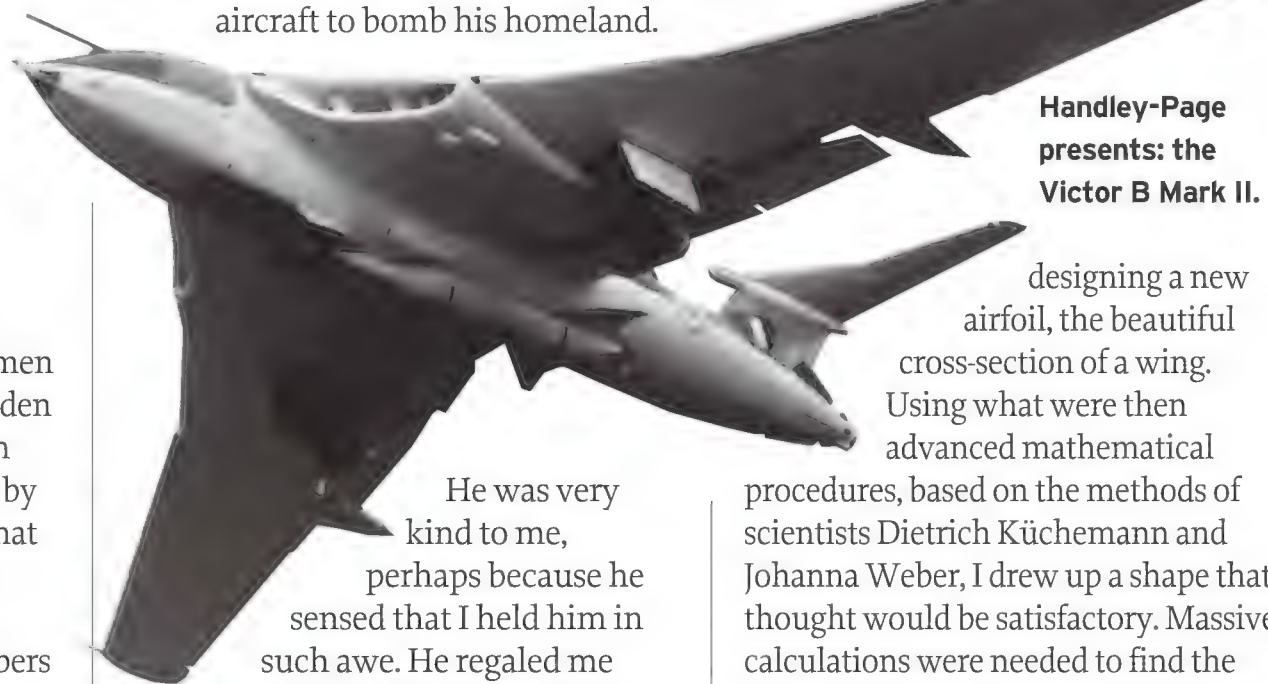 aircraft to bomb his homeland.
men
den
by
hat
bers
He was very
kind to me,
perhaps because he
sensed that I held him in
such awe. He regaled me
Handley-Page
presents: the
Victor B Mark II.
designing a new
airfoil, the beautiful
cross-section of a wing.
Using what were then
advanced mathematical
procedures, based on the methods of
scientists Dietrich Küchemann and
Johanna Weber, I drew up a shape that
thought would be satisfactory. Massive
calculations were needed to find the